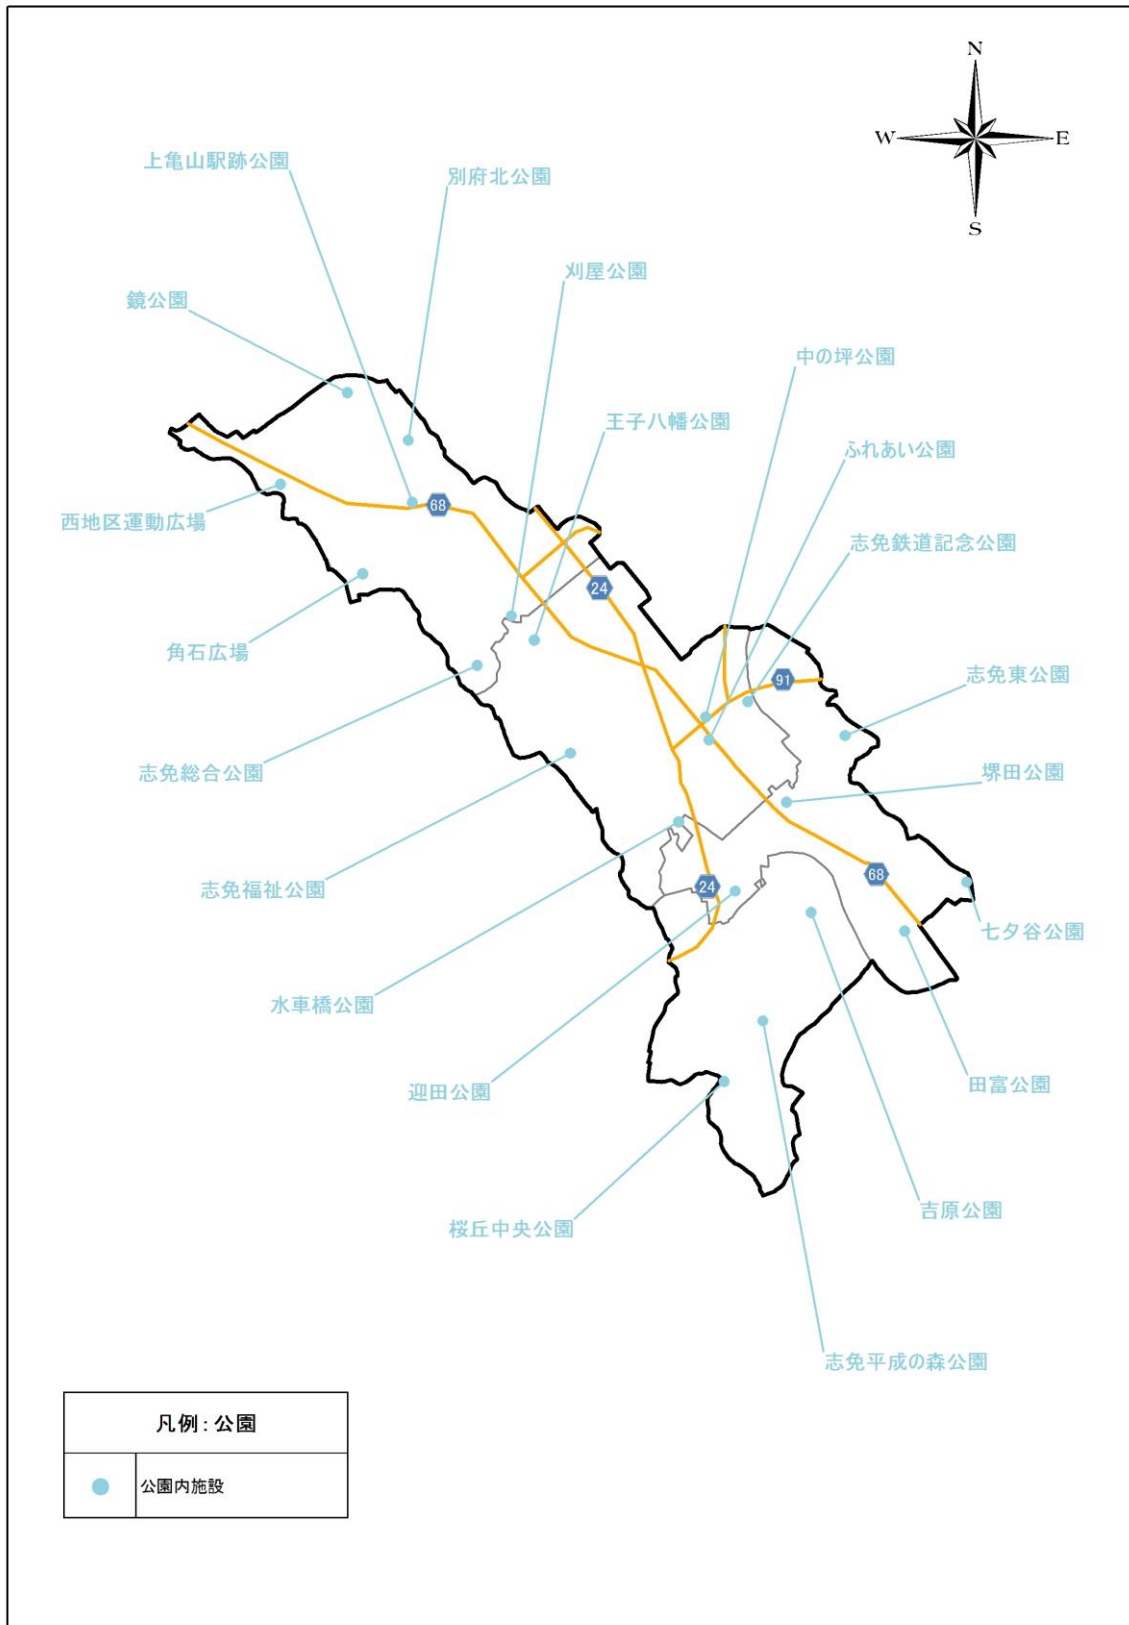 N
W
E
S
上亀山駅跡公園
別府北公園
刈屋公園
鏡公園
中の坪公園
王子八幡公園
ふれあい公園
西地区運動広場
68
志免鉄道記念公園
24
角石広場
91
志免東公園
志免総合公園
堺田公園
志免福祉公園
24
68
七夕谷公園
水車橋公園
迎田公園
田富公園
桜丘中央公園
吉原公園
志免平成の森公園
凡例：公園
公園内施設